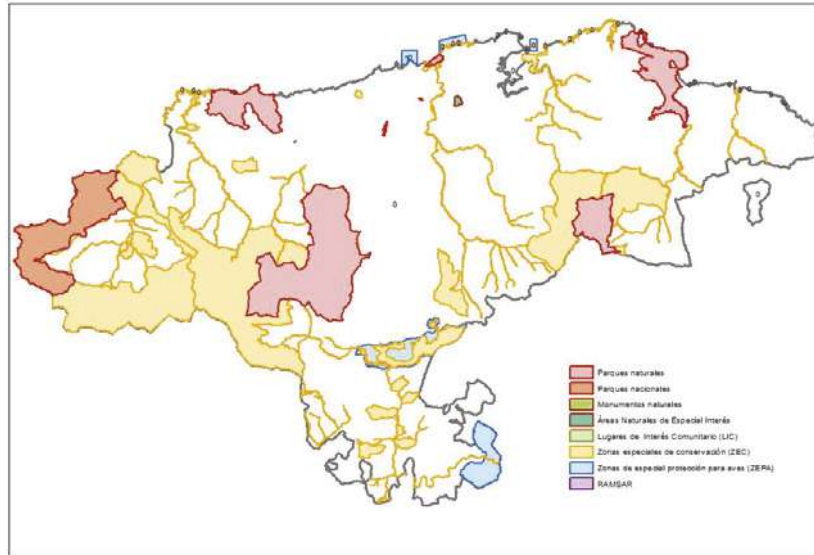 Parques naturales
Parques nacionales
Monumentos naturales
Áreas Naturales de Especial Interés
Lugares de Interés Comunitario (LIC)
Zonas especiales de conservación (ZEC)
Zonas de especial protección para aves (ZEPA)
RAMSAR